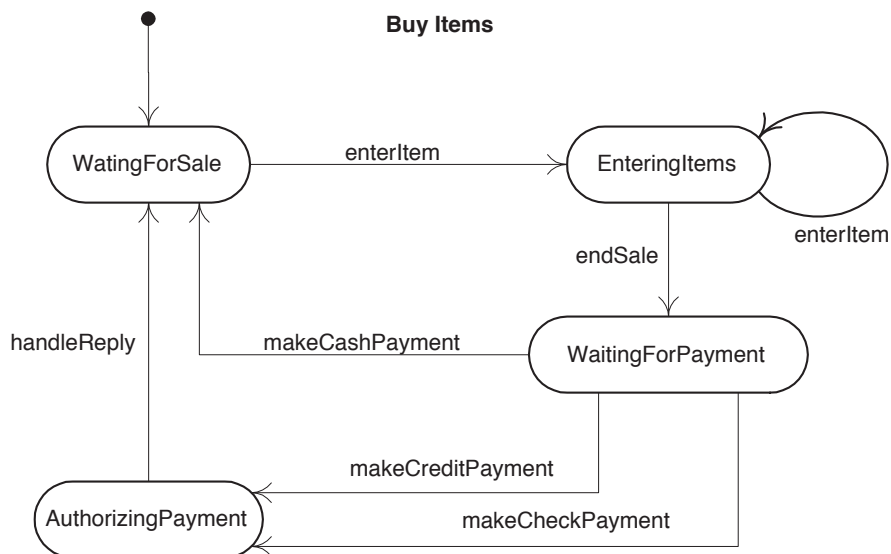 Buy Items
WatingForSale
enterItem
EnteringItems
enterItem
endSale
handleReply
makeCashPayment
WaitingForPayment
makeCreditPayment
AuthorizingPayment
makeCheckPayment